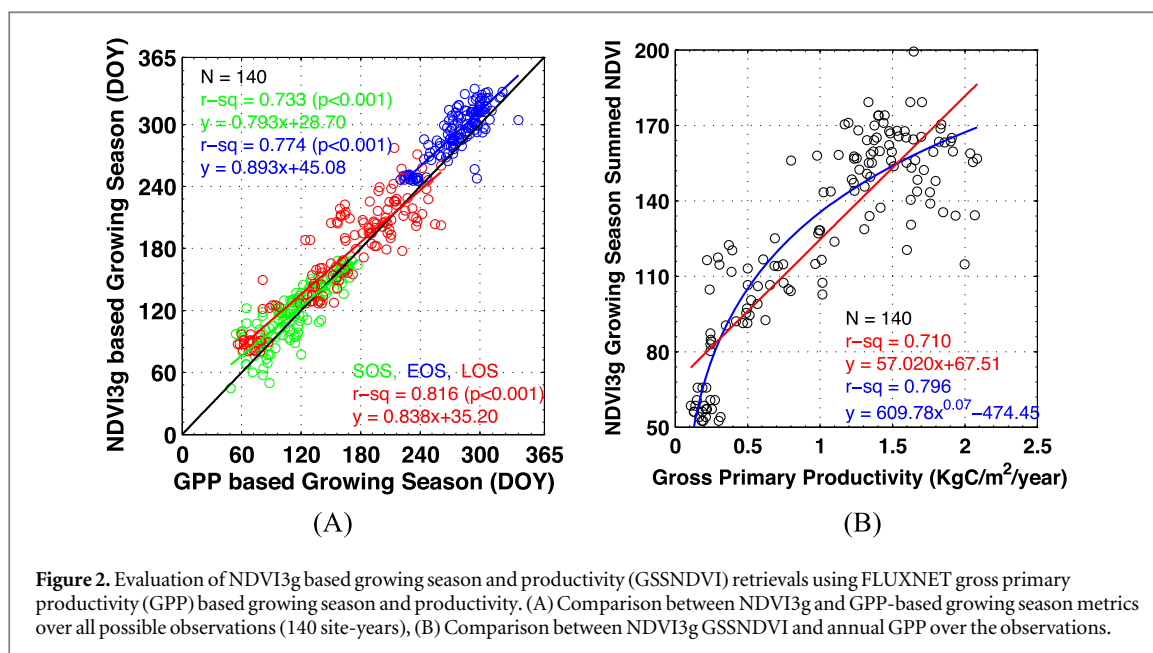 365
300
240
180
120
60
0
NDVI3g based Growing Season (DOY)
N = 140
r−sq = 0.733 (p<0.001)
y = 0.793x+28.70
r−sq = 0.774 (p<0.001)
y = 0.893x+45.08
SOS, EOS, LOS
r−sq = 0.816 (p<0.001)
y = 0.838x+35.20
0 60 120 180 240 300 365
GPP based Growing Season (DOY)
(A)
200
170
140
110
80
50
NDVI3g Growing Season Summed NDVI
N = 140
r−sq = 0.710
y = 57.020x+67.51
r−sq = 0.796
y = 609.78x^0.07−474.45
0 0.5 1 1.5 2 2.5
Gross Primary Productivity (KgC/m²/year)
(B)
Figure 2. Evaluation of NDVI3g based growing season and productivity (GSSNDVI) retrievals using FLUXNET gross primary
productivity (GPP) based growing season and productivity. (A) Comparison between NDVI3g and GPP-based growing season metrics
over all possible observations (140 site-years), (B) Comparison between NDVI3g GSSNDVI and annual GPP over the observations.